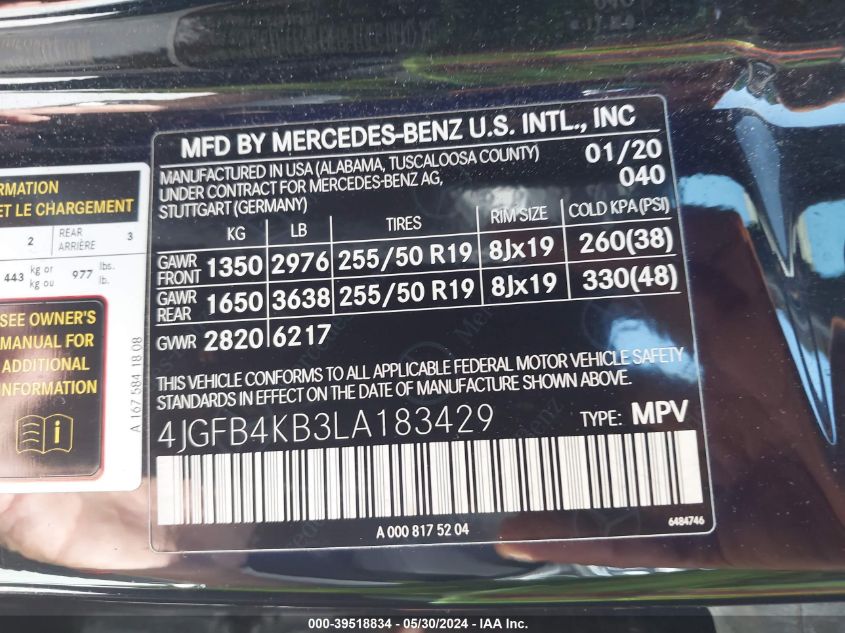 MFD BY MERCEDES-BENZ U.S. INTL., INC
MANUFACTURED IN USA (ALABAMA, TUSCALOOSA COUNTY) 01/20
UNDER CONTRACT FOR MERCEDES-BENZ AG, 040
STUTTGART (GERMANY)
KG LB TIRES RIM SIZE COLD KPA(PSI)
GAWR FRONT 1350 2976 255/50 R19 8Jx19 260(38)
GAWR REAR 1650 3638 255/50 R19 8Jx19 330(48)
GVWR 2820 6217
THIS VEHICLE CONFORMS TO ALL APPLICABLE FEDERAL MOTOR VEHICLE SAFETY
STANDARDS IN EFFECT ON THE DATE OF MANUFACTURE SHOWN ABOVE.
4JGFB4KB3LA183429 TYPE: MPV
A 000 817 52 04
6484746
RMATION
ET LE CHARGEMENT
2 REAR ARRIÈRE 3
443 kg or kg ou 977 lbs. lb.
SEE OWNER'S
MANUAL FOR
ADDITIONAL
INFORMATION
A 167 584 18 08
040
000-39518834 - 05/30/2024 - IAA Inc.